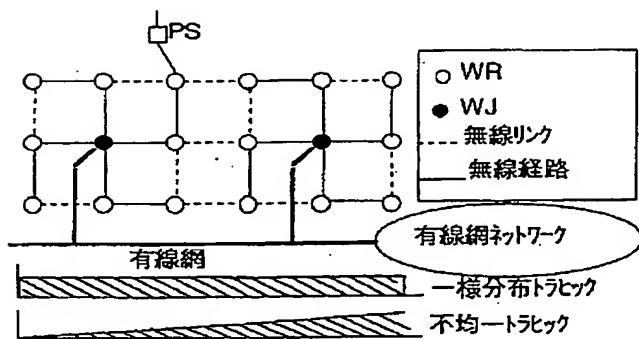 PS
WR
WJ
無線リンク
無線経路
有線網ネットワーク
有線網
一様分布トラヒック
不均一トラヒック